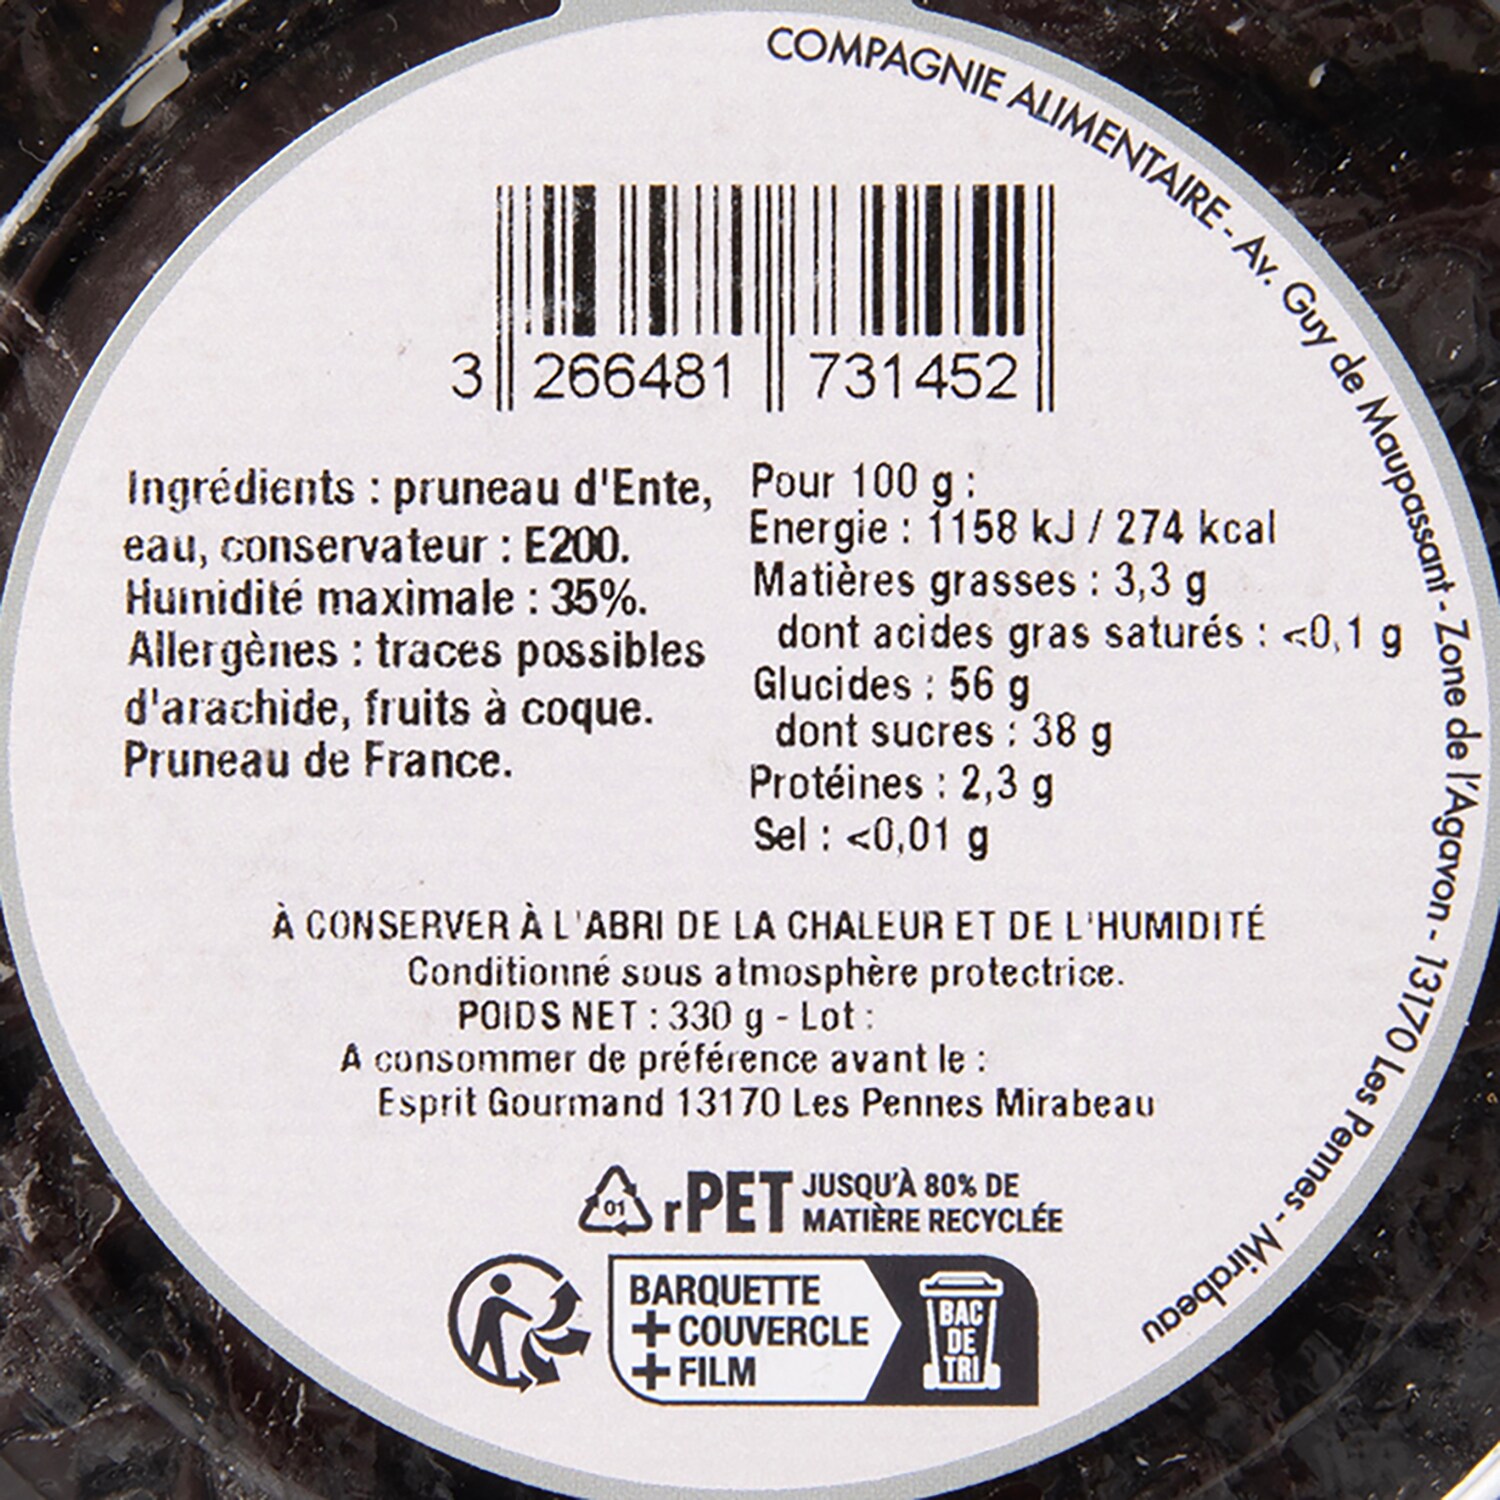 COMPAGNIE ALIMENTAIRE - Av. Guy de Maupassant - Zone de l'Agavon - 13170 Les Pennes - Mirabeau
3 266481 731452
Ingrédients : pruneau d'Ente,
eau, conservateur : E200.
Humidité maximale : 35%.
Allergènes : traces possibles
d'arachide, fruits à coque.
Pruneau de France.
Pour 100 g :
Energie : 1158 kJ / 274 kcal
Matières grasses : 3,3 g
dont acides gras saturés : <0,1 g
Glucides : 56 g
dont sucres : 38 g
Protéines : 2,3 g
Sel : <0,01 g
À CONSERVER À L'ABRI DE LA CHALEUR ET DE L'HUMIDITÉ
Conditionné sous atmosphère protectrice.
POIDS NET : 330 g - Lot :
A consommer de préférence avant le :
Esprit Gourmand 13170 Les Pennes Mirabeau
01 rPET JUSQU'À 80% DE
MATIÈRE RECYCLÉE
BARQUETTE
+ COUVERCLE
+ FILM
BAC
DE
TRI